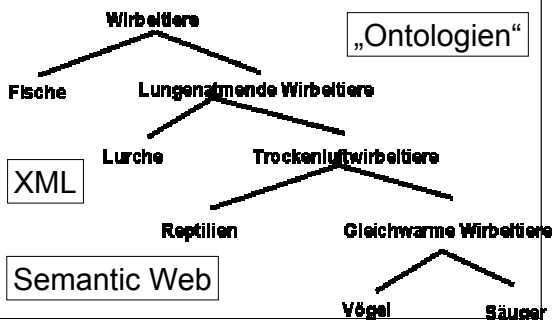 Wirbeltiere
„Ontologien“
Fische
Lungenatmende Wirbeltiere
Lurche
Trockenluftwirbeltiere
XML
Reptilien
Gleichwarme Wirbeltiere
Semantic Web
Vögel
Säuger